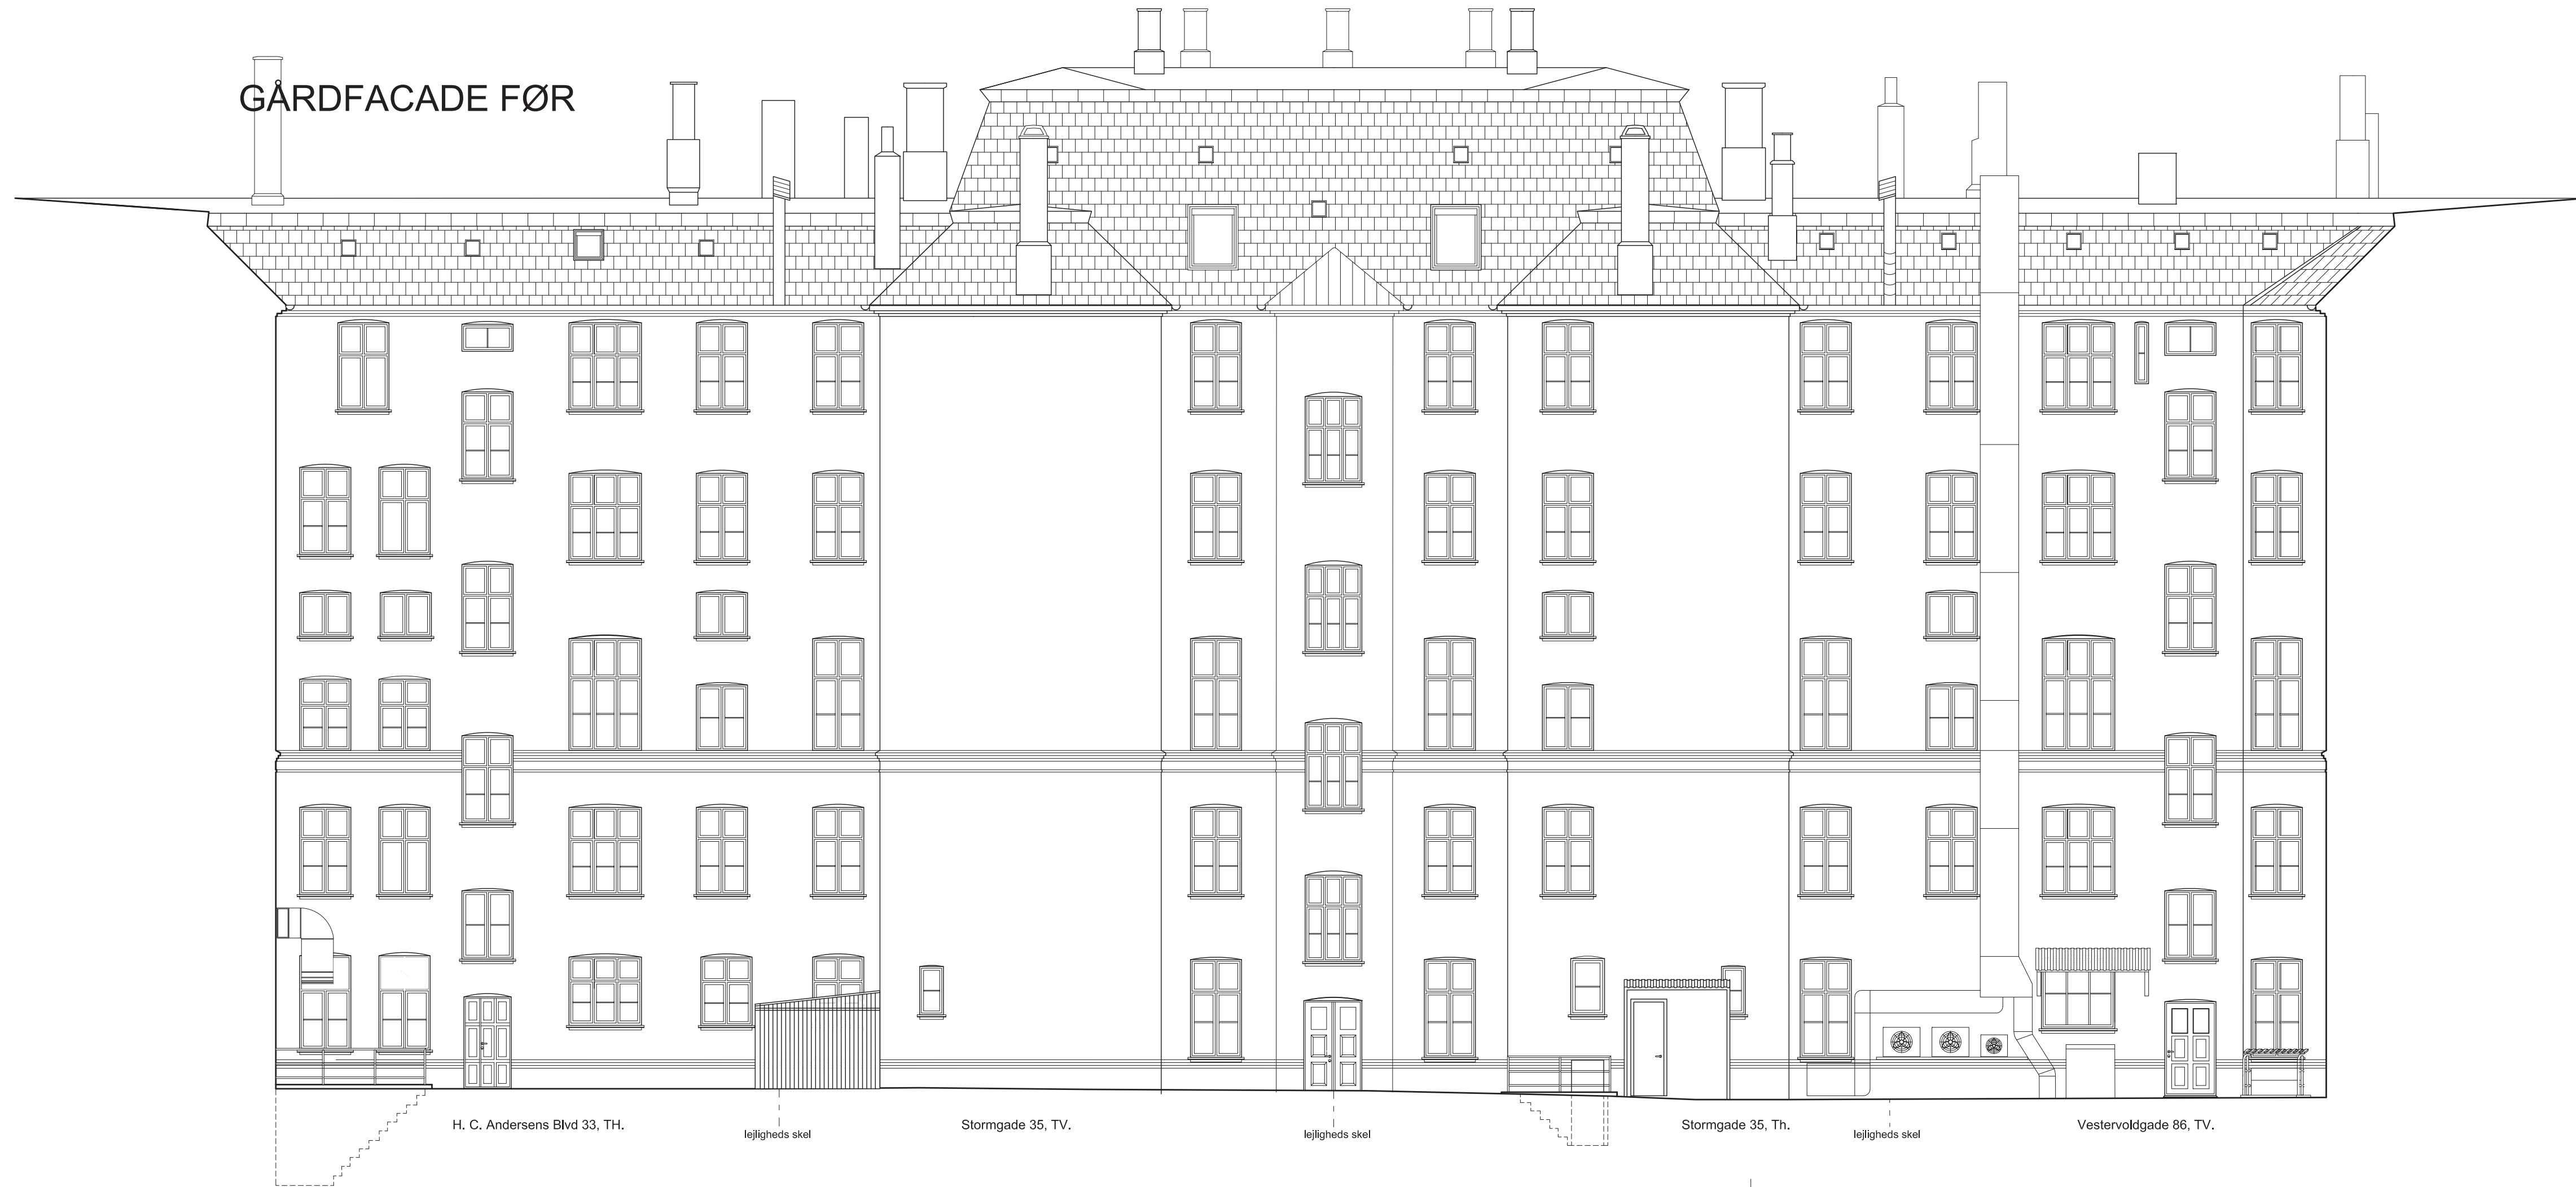 GÅRDFACADE FØR
H. C. Andersens Blvd 33, TH.
lejligheds skel
Stormgade 35, TV.
lejligheds skel
Stormgade 35, Th.
lejligheds skel
Vestervoldgade 86, TV.